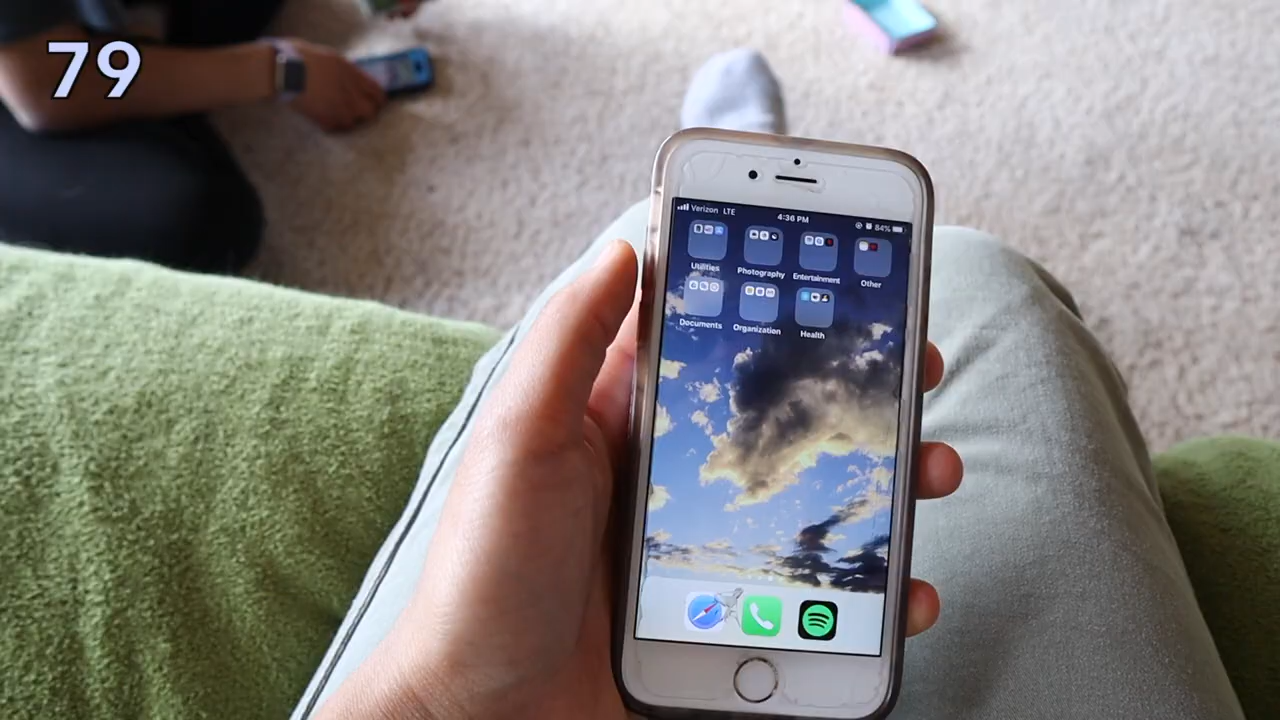 79
Verizon LTE
4:36 PM
84%
Utilities
Photography
Entertainment
Other
Documents
Organization
Health